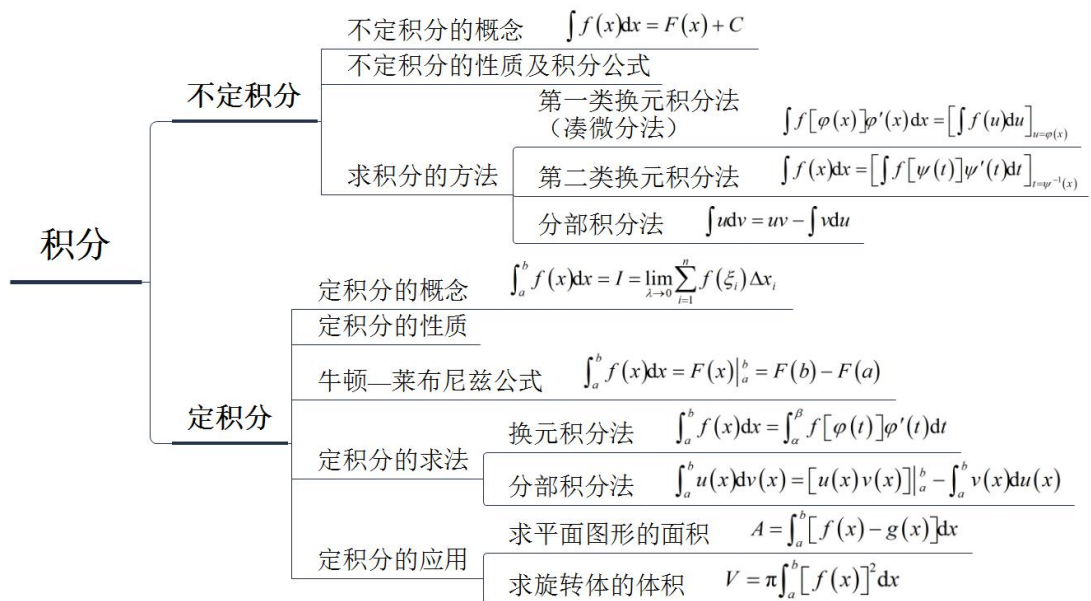 不定积分的概念 ∫f(x)dx = F(x) + C
不定积分的性质及积分公式
不定积分
第一类换元积分法
（凑微分法） ∫f[φ(x)]φ′(x)dx = [∫f(u)du]_{u=φ(x)}
求积分的方法
第二类换元积分法 ∫f(x)dx = [∫f[ψ(t)]ψ′(t)dt]_{t=ψ⁻¹(x)}
分部积分法 ∫udv = uv − ∫vdu
积分
定积分的概念 ∫_a^b f(x)dx = I = lim_{λ→0} ∑_{i=1}^n f(ξ_i)Δx_i
定积分的性质
牛顿—莱布尼兹公式 ∫_a^b f(x)dx = F(x)|_a^b = F(b) − F(a)
定积分
换元积分法 ∫_a^b f(x)dx = ∫_α^β f[φ(t)]φ′(t)dt
定积分的求法
分部积分法 ∫_a^b u(x)dv(x) = [u(x)v(x)]|_a^b − ∫_a^b v(x)du(x)
求平面图形的面积 A = ∫_a^b [f(x) − g(x)]dx
定积分的应用
求旋转体的体积 V = π∫_a^b [f(x)]²dx